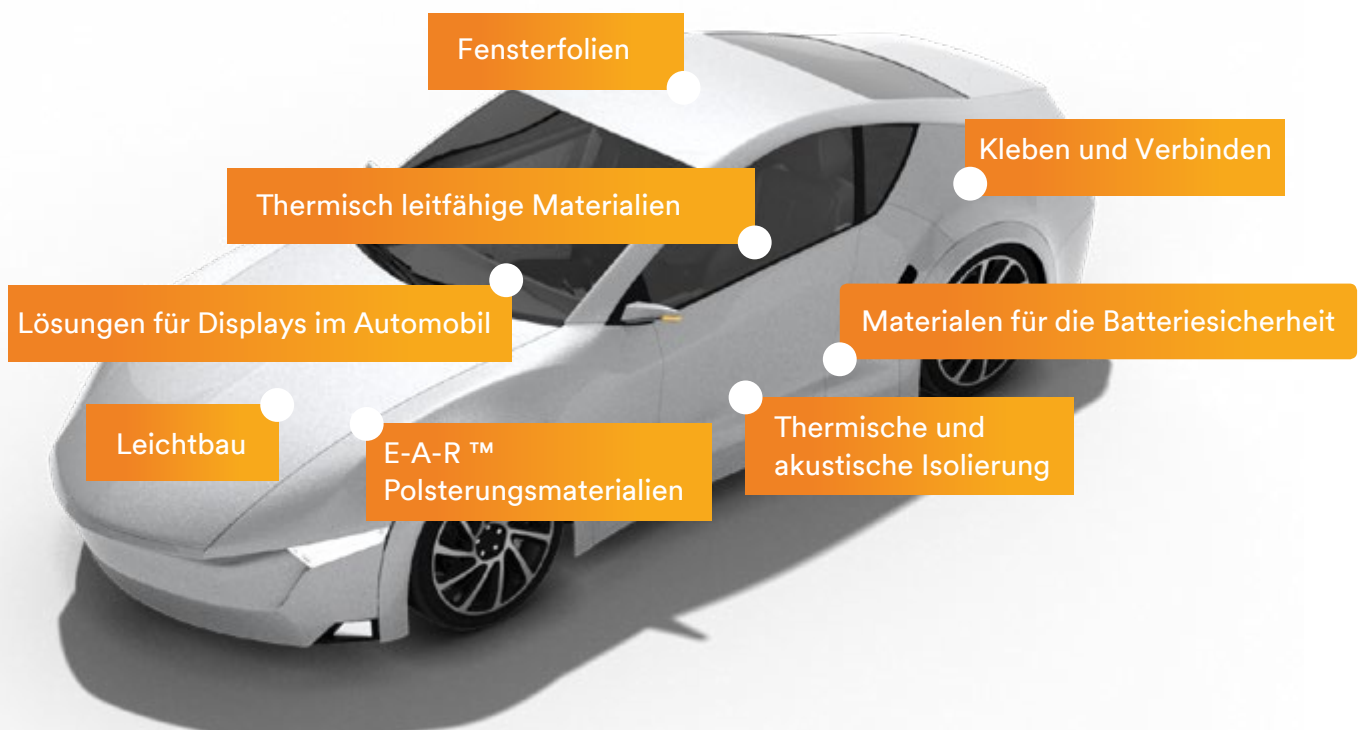 Fensterfolien
Kleben und Verbinden
Thermisch leitfähige Materialien
Lösungen für Displays im Automobil
Materialen für die Batteriesicherheit
Leichtbau
E-A-R ™
Polsterungsmaterialien
Thermische und
akustische Isolierung